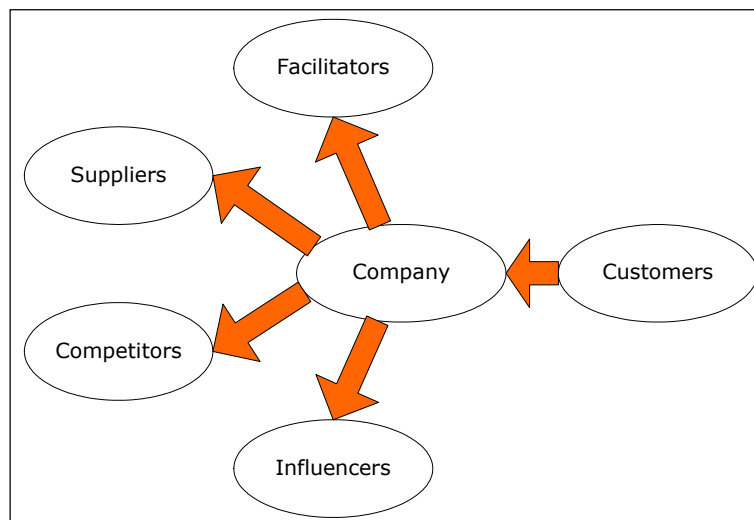 Facilitators
Suppliers
Company
Customers
Competitors
Influencers